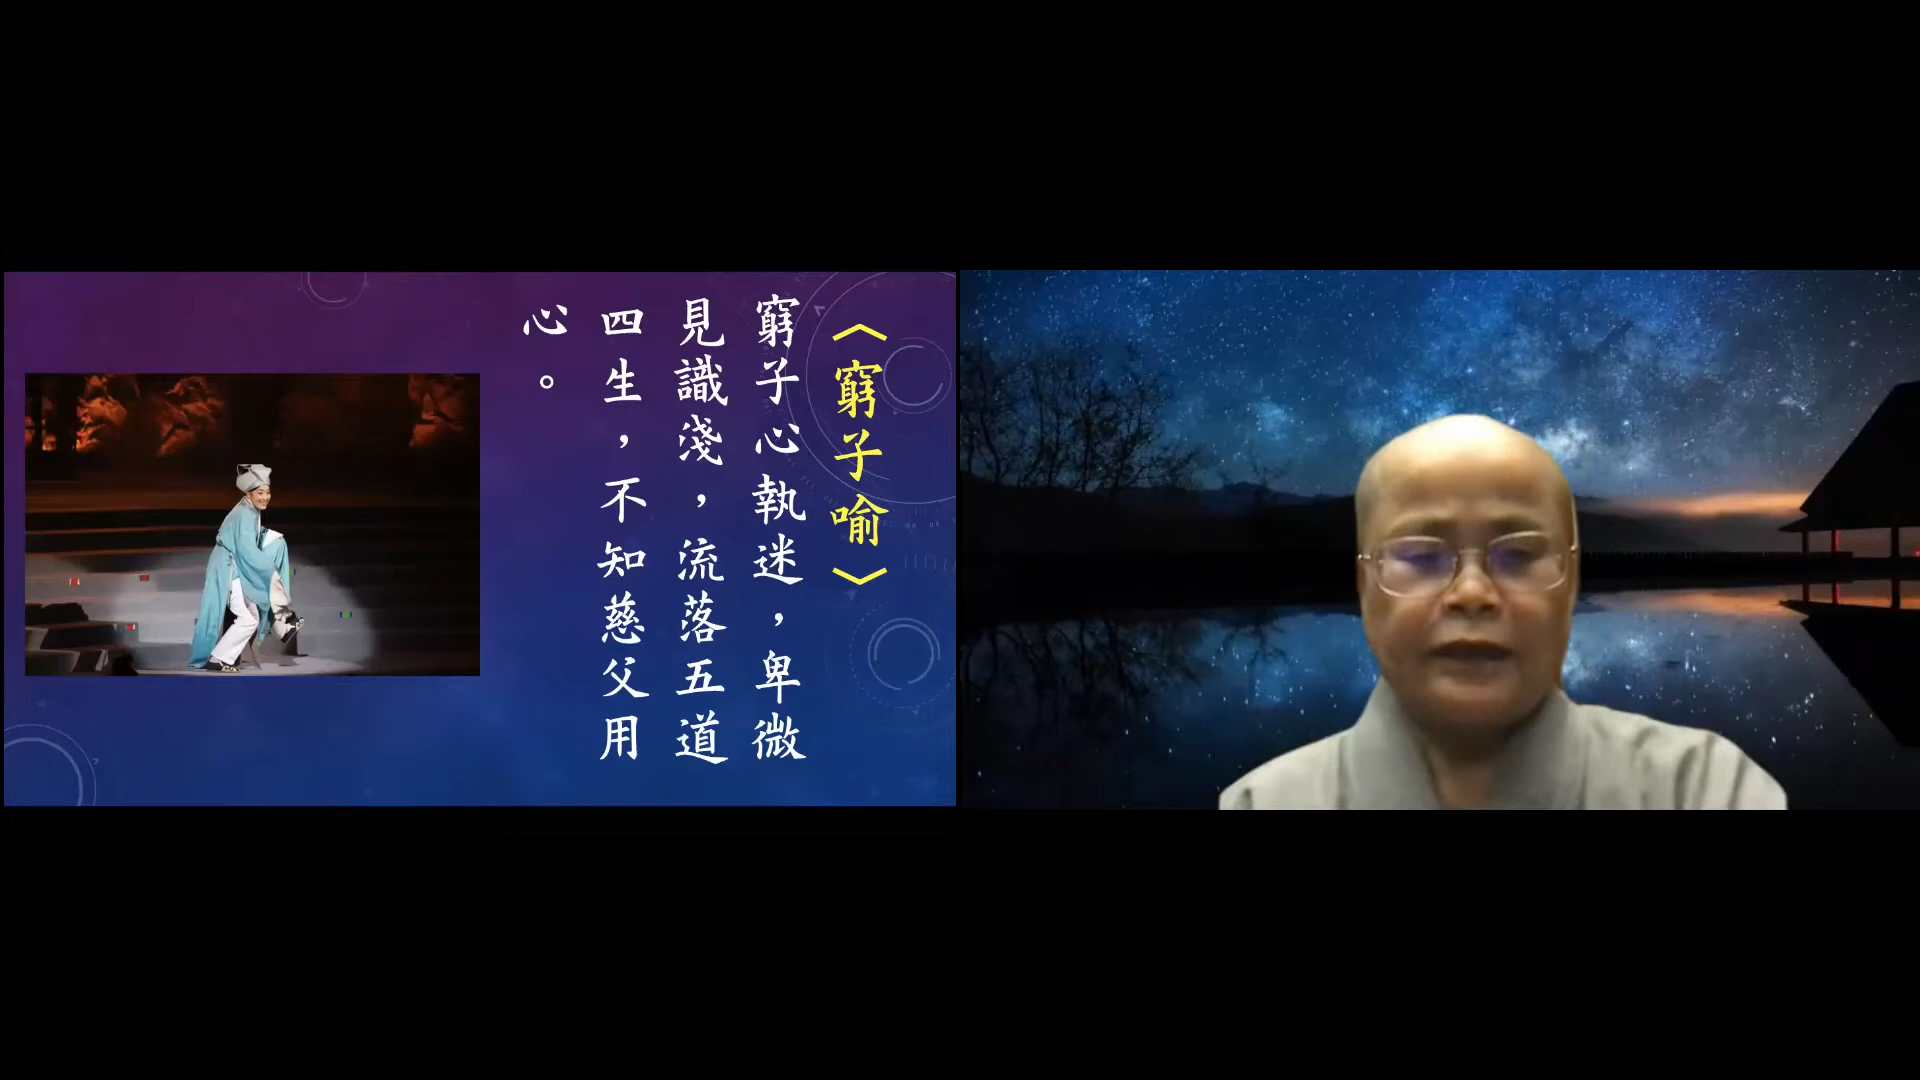 〈窮子喻〉
窮子心執迷，卑微
見識淺，流落五道
四生，不知慈父用
心。